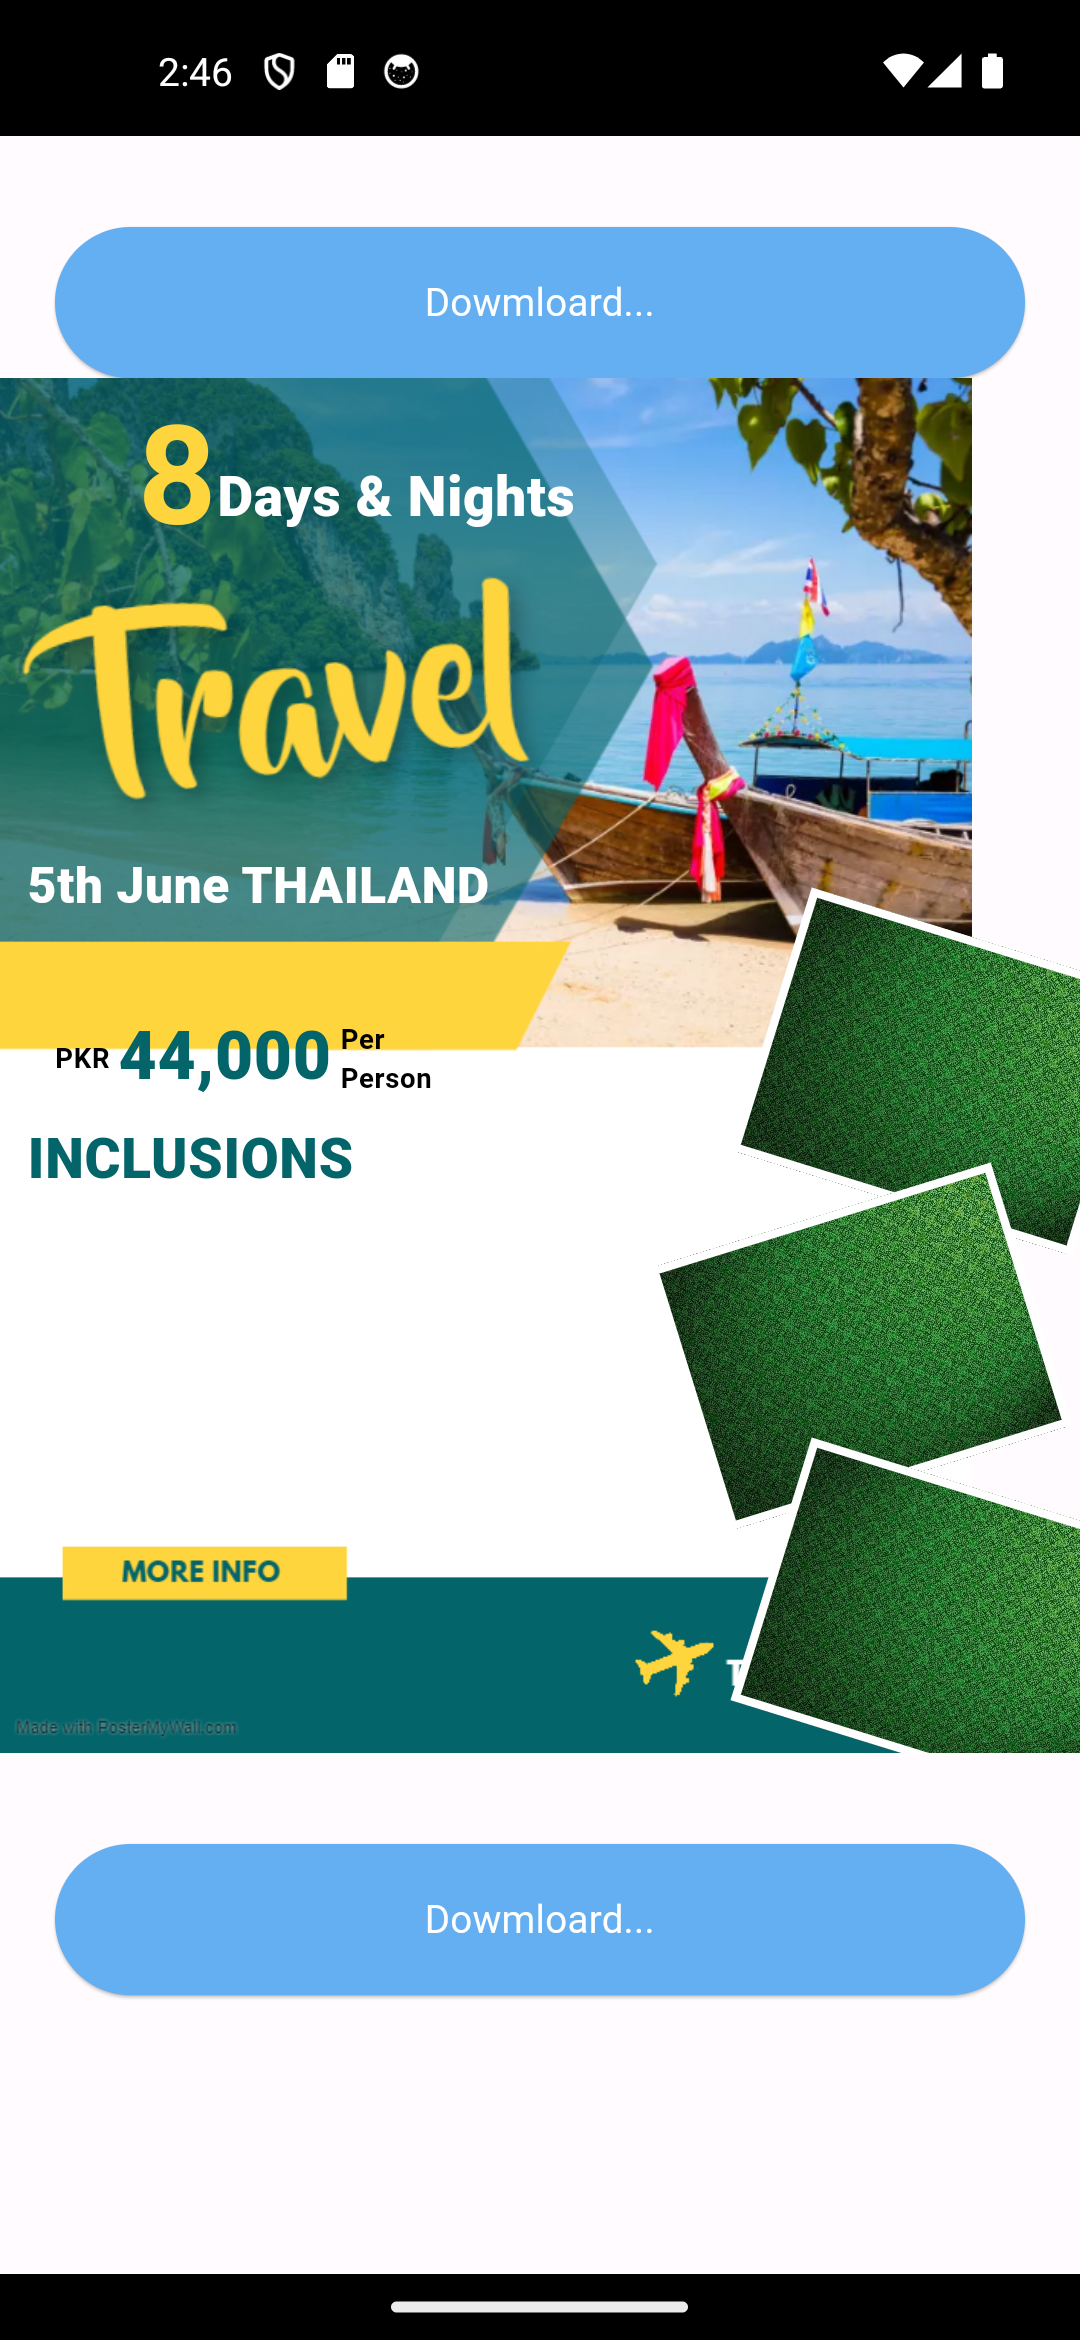 2:46
Dowmloard...
8 Days & Nights
Travel
5th June THAILAND
PKR 44,000 Per
Person
INCLUSIONS
MORE INFO
T
Made with PosterMyWall.com
Dowmloard...